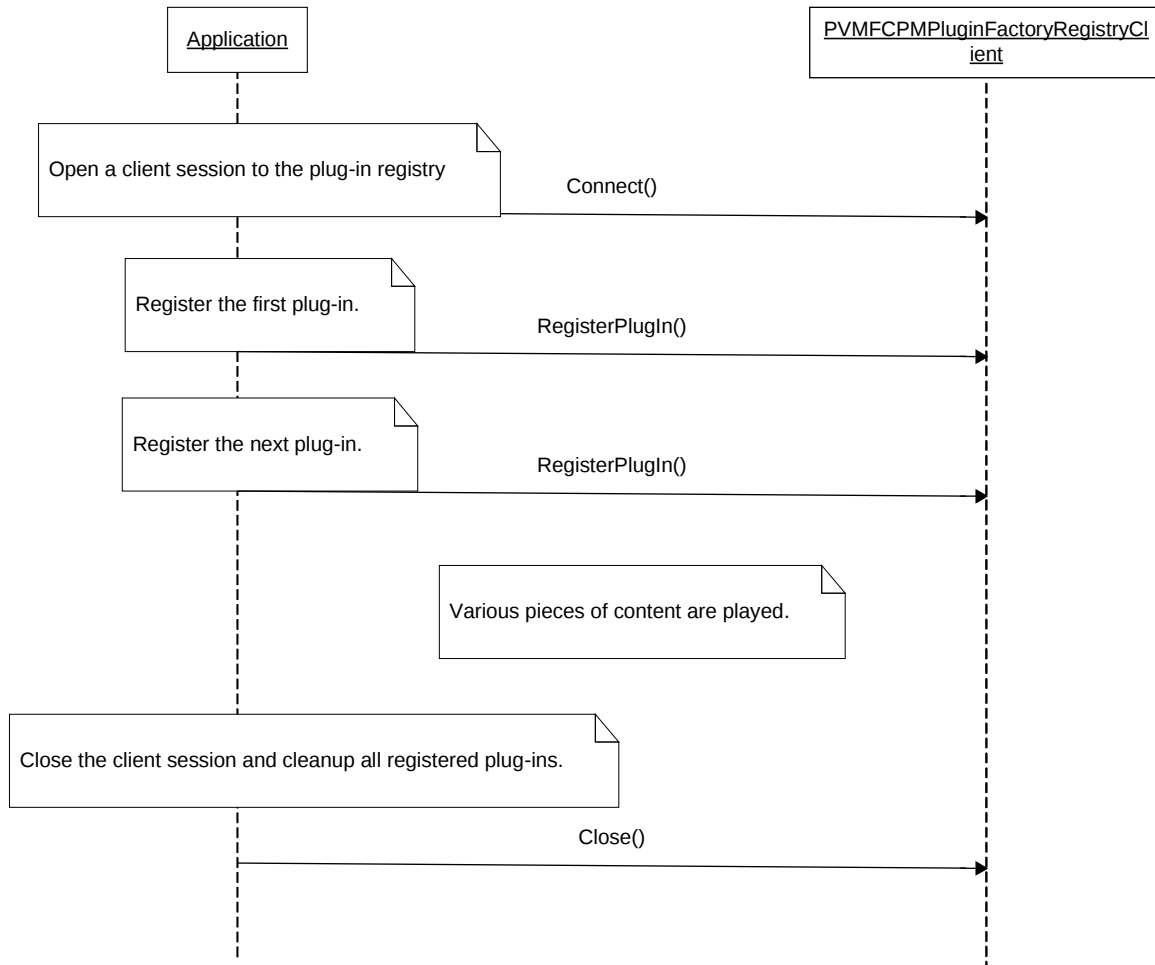 Application
PVMFCPMPluginFactoryRegistryCl
ient
Open a client session to the plug-in registry
Connect()
Register the first plug-in.
RegisterPlugIn()
Register the next plug-in.
RegisterPlugIn()
Various pieces of content are played.
Close the client session and cleanup all registered plug-ins.
Close()